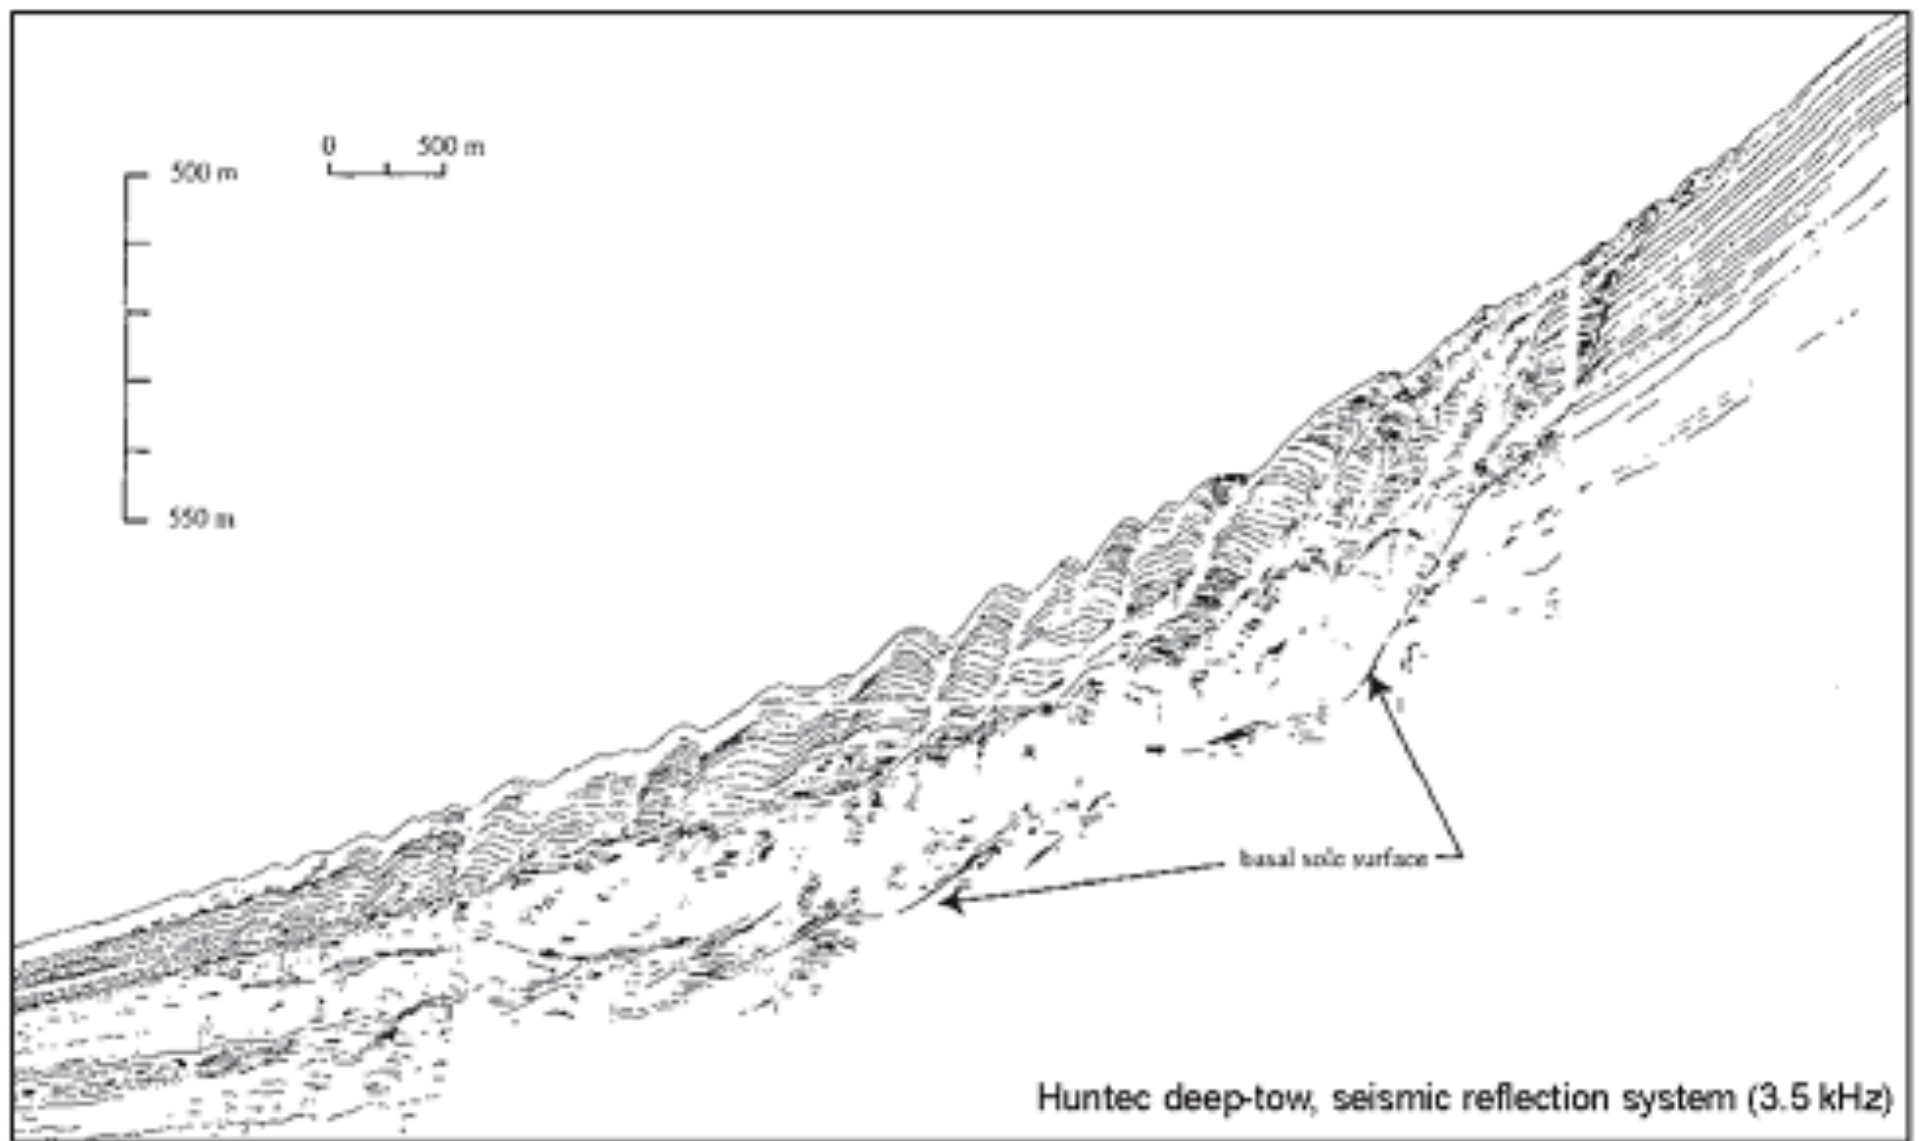 0 500 m
500 m
550 m
basal sole surface
Huntec deep-tow, seismic reflection system (3.5 kHz)